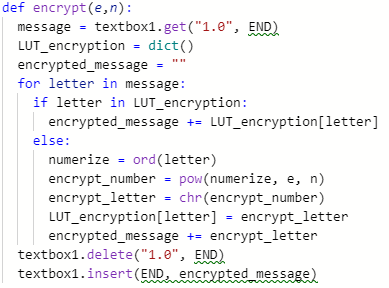 def encrypt(e,n):
  message = textbox1.get("1.0", END)
  LUT_encryption = dict()
  encrypted_message = ""
  for letter in message:
    if letter in LUT_encryption:
      encrypted_message += LUT_encryption[letter]
    else:
      numerize = ord(letter)
      encrypt_number = pow(numerize, e, n)
      encrypt_letter = chr(encrypt_number)
      LUT_encryption[letter] = encrypt_letter
      encrypted_message += encrypt_letter
  textbox1.delete("1.0", END)
  textbox1.insert(END, encrypted_message)